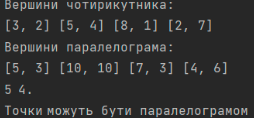 Вершини чотирикутника:
[3, 2] [5, 4] [8, 1] [2, 7]
Вершини паралелограма:
[5, 3] [10, 10] [7, 3] [4, 6]
5 4.
Точки можуть бути паралелограмом